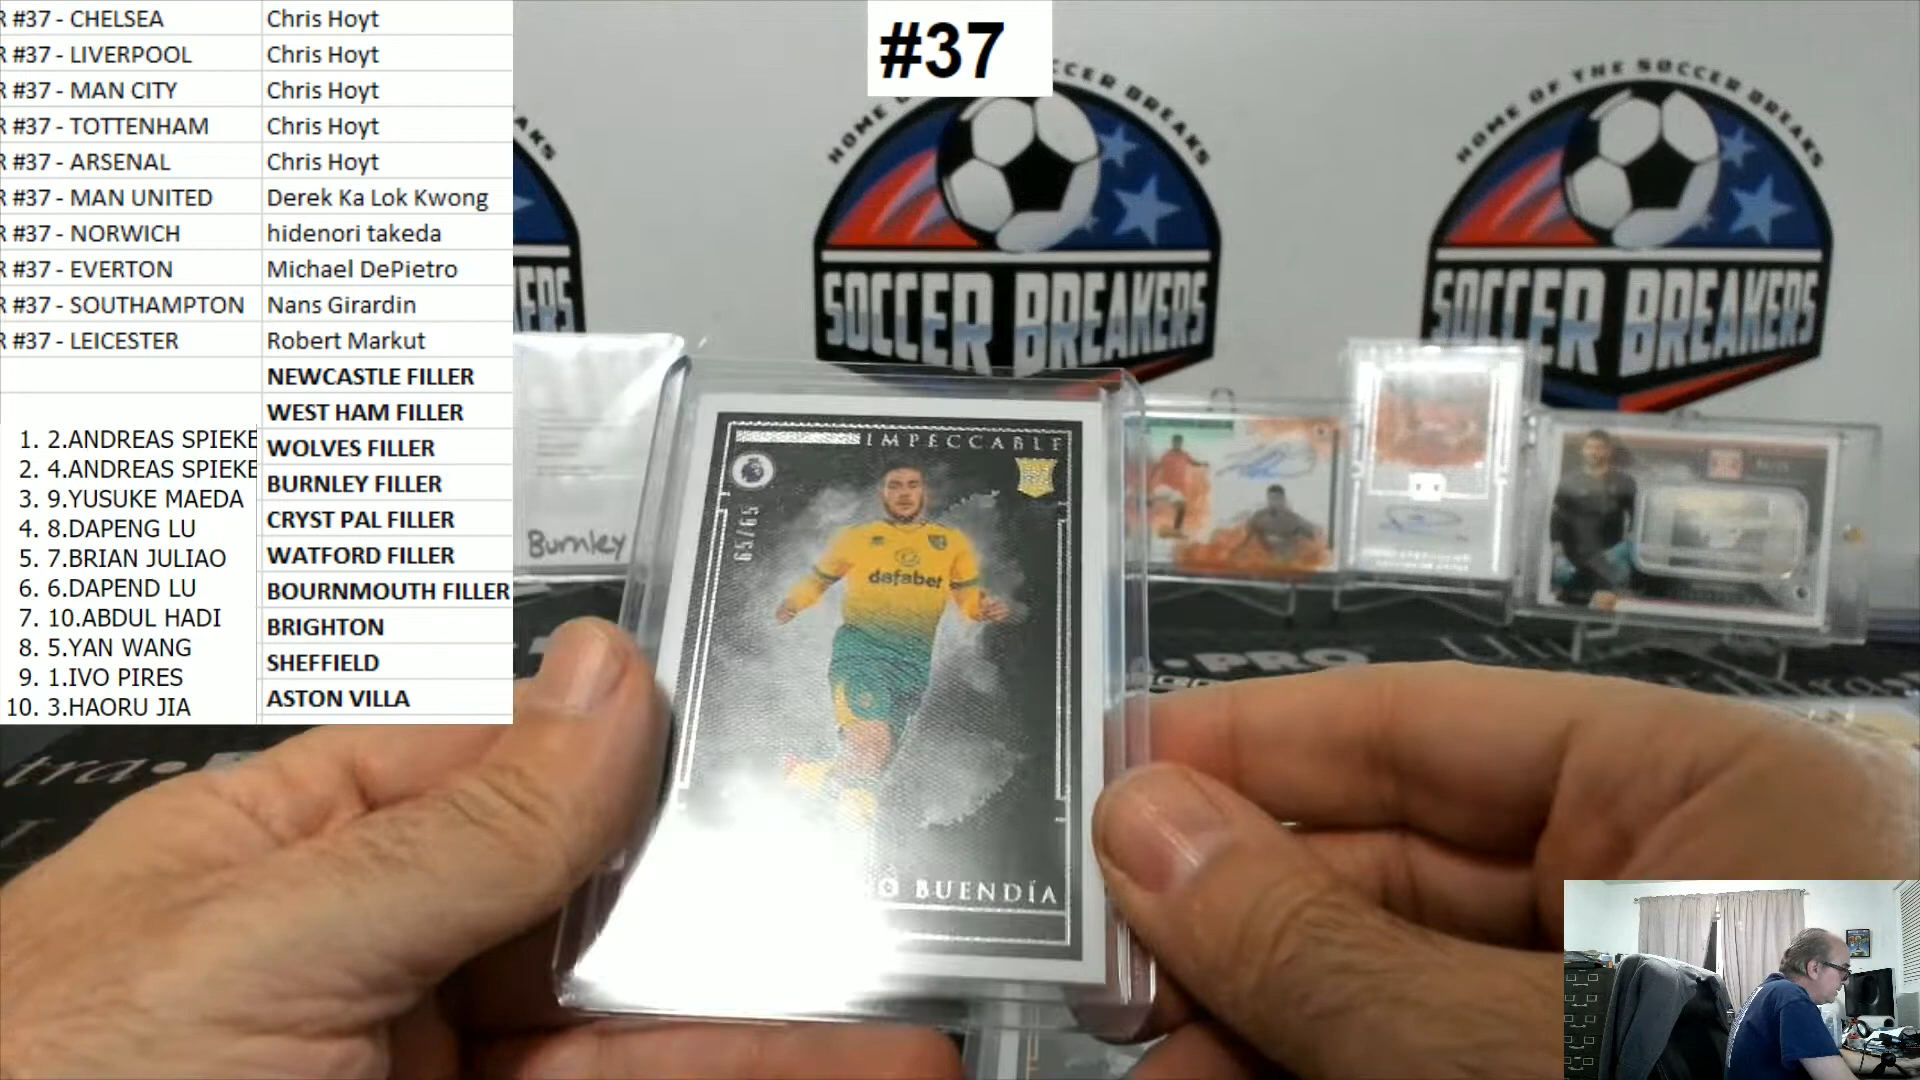 R #37 - CHELSEA Chris Hoyt
R #37 - LIVERPOOL Chris Hoyt
R #37 - MAN CITY Chris Hoyt
R #37 - TOTTENHAM Chris Hoyt
R #37 - ARSENAL Chris Hoyt
R #37 - MAN UNITED Derek Ka Lok Kwong
R #37 - NORWICH hidenori takeda
R #37 - EVERTON Michael DePietro
R #37 - SOUTHAMPTON Nans Girardin
R #37 - LEICESTER Robert Markut
NEWCASTLE FILLER
WEST HAM FILLER
WOLVES FILLER
BURNLEY FILLER
CRYST PAL FILLER
WATFORD FILLER
BOURNMOUTH FILLER
BRIGHTON
SHEFFIELD
ASTON VILLA
1. 2.ANDREAS SPIEKE
2. 4.ANDREAS SPIEKE
3. 9.YUSUKE MAEDA
4. 8.DAPENG LU
5. 7.BRIAN JULIAO
6. 6.DAPEND LU
7. 10.ABDUL HADI
8. 5.YAN WANG
9. 1.IVO PIRES
10. 3.HAORU JIA
#37
HOME OF THE SOCCER BREAKS
SOCCER BREAKERS
HOME OF THE SOCCER BREAKS
SOCCER BREAKERS
Burnley
IMPECCABLE
65/65
dafabet
BUENDÍA